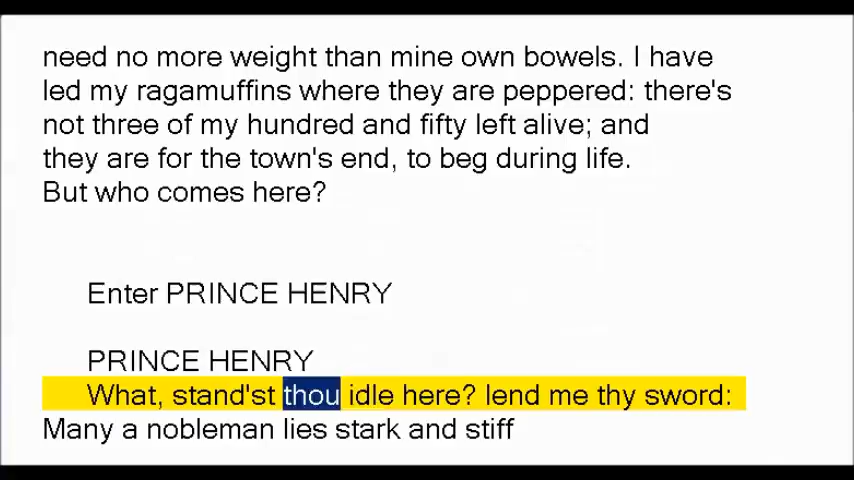 need no more weight than mine own bowels. I have
led my ragamuffins where they are peppered: there's
not three of my hundred and fifty left alive; and
they are for the town's end, to beg during life.
But who comes here?
Enter PRINCE HENRY
PRINCE HENRY
What, stand'st thou idle here? lend me thy sword:
Many a nobleman lies stark and stiff